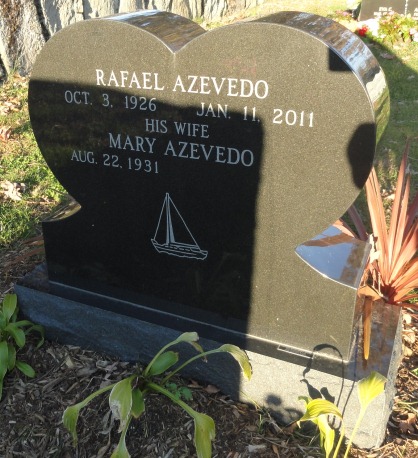 RAFAEL AZEVEDO
OCT. 3, 1926 JAN. 11, 2011
HIS WIFE
MARY AZEVEDO
AUG. 22, 1931